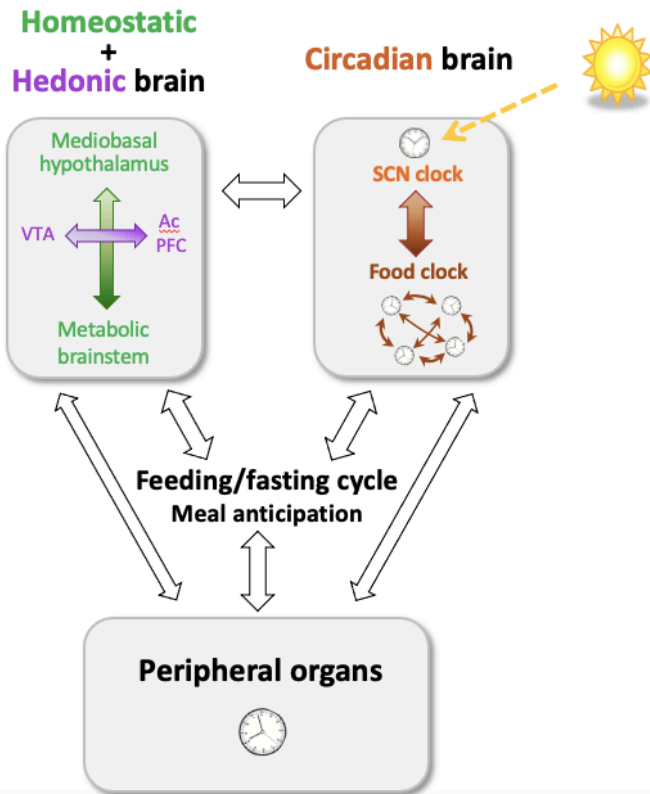 Homeostatic
+
Hedonic brain
Circadian brain
Mediobasal
hypothalamus
VTA
Ac
PFC
Metabolic
brainstem
SCN clock
Food clock
Feeding/fasting cycle
Meal anticipation
Peripheral organs